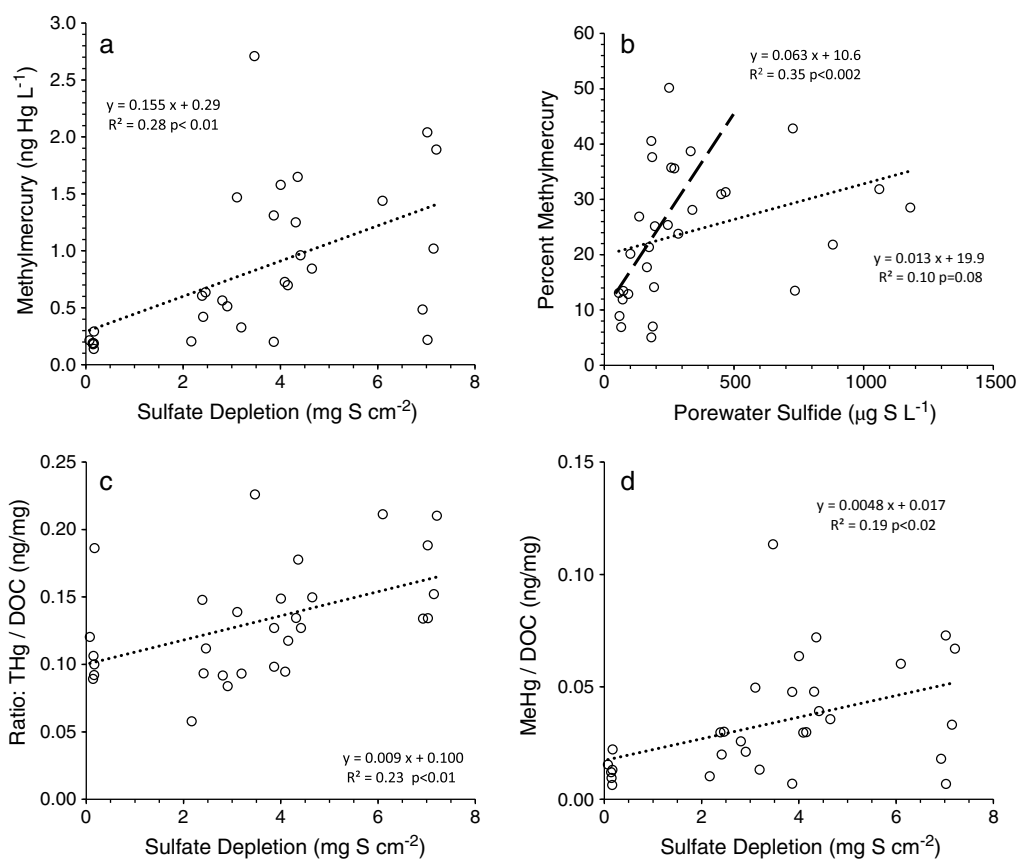 a
3.0
2.5
2.0
1.5
1.0
0.5
0.0
Methylmercury (ng Hg L⁻¹)
y = 0.155 x + 0.29
R² = 0.28 p< 0.01
0 2 4 6 8
Sulfate Depletion (mg S cm⁻²)
b
60
50
40
30
20
10
0
Percent Methylmercury
y = 0.063 x + 10.6
R² = 0.35 p<0.002
y = 0.013 x + 19.9
R² = 0.10 p=0.08
0 500 1000 1500
Porewater Sulfide (μg S L⁻¹)
c
0.25
0.20
0.15
0.10
0.05
0.00
Ratio: THg / DOC (ng/mg)
y = 0.009 x + 0.100
R² = 0.23 p<0.01
0 2 4 6 8
Sulfate Depletion (mg S cm⁻²)
d
0.15
0.10
0.05
0.00
MeHg / DOC (ng/mg)
y = 0.0048 x + 0.017
R² = 0.19 p<0.02
0 2 4 6 8
Sulfate Depletion (mg S cm⁻²)